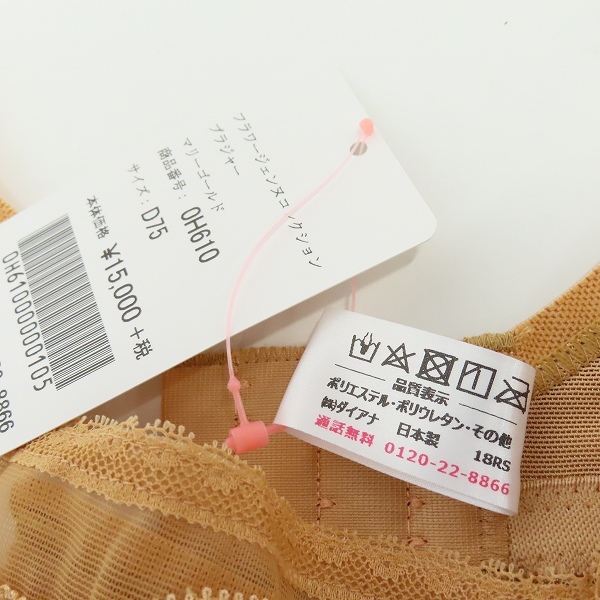 フラワージェンヌコレクション
ブラジャー
マリーゴールド
商品番号: OH610
サイズ: D75
本体価格 ¥15,000+税
0H61000000105
8866
品質表示
ポリエステル・ポリウレタン・その他
㈱ダイアナ 日本製 18RS
通話無料 0120-22-8866